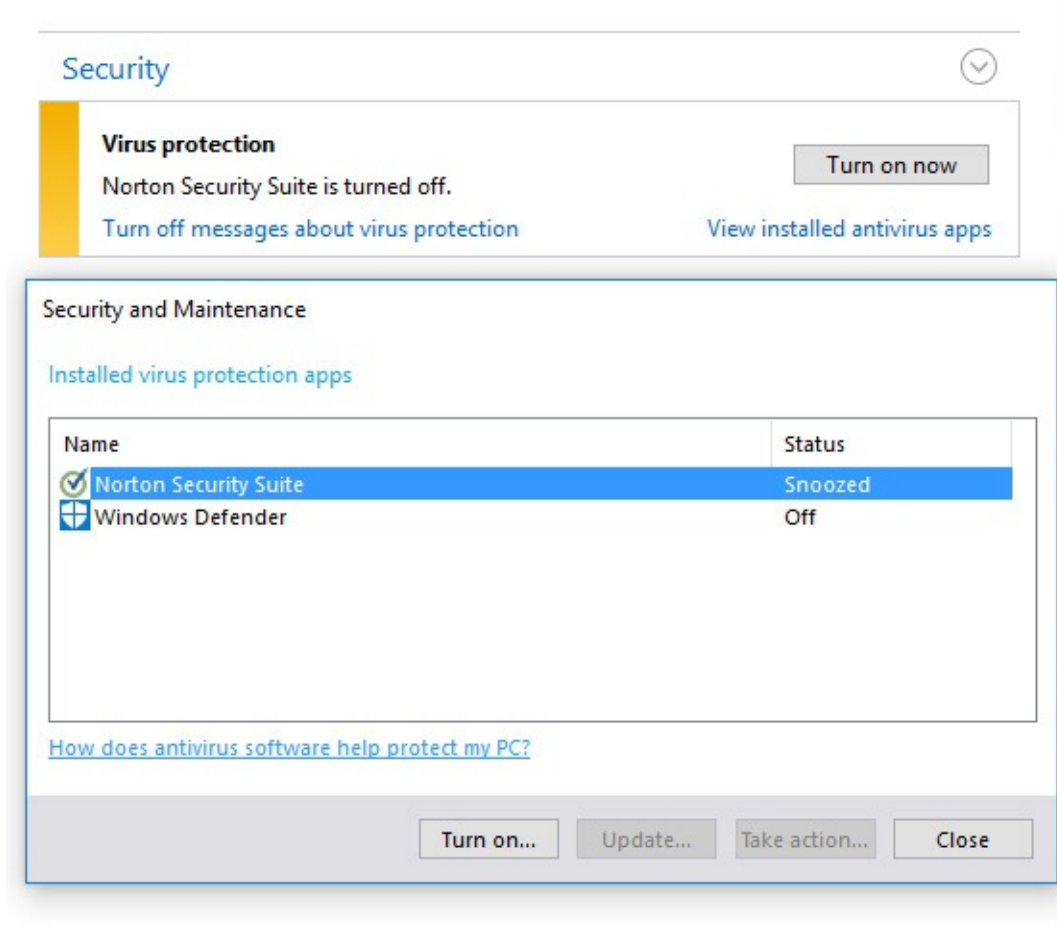 Security
Virus protection
Turn on now
Norton Security Suite is turned off.
Turn off messages about virus protection View installed antivirus apps
Security and Maintenance
Installed virus protection apps
Name Status
Norton Security Suite Snoozed
Windows Defender Off
How does antivirus software help protect my PC?
Turn on... Update... Take action... Close